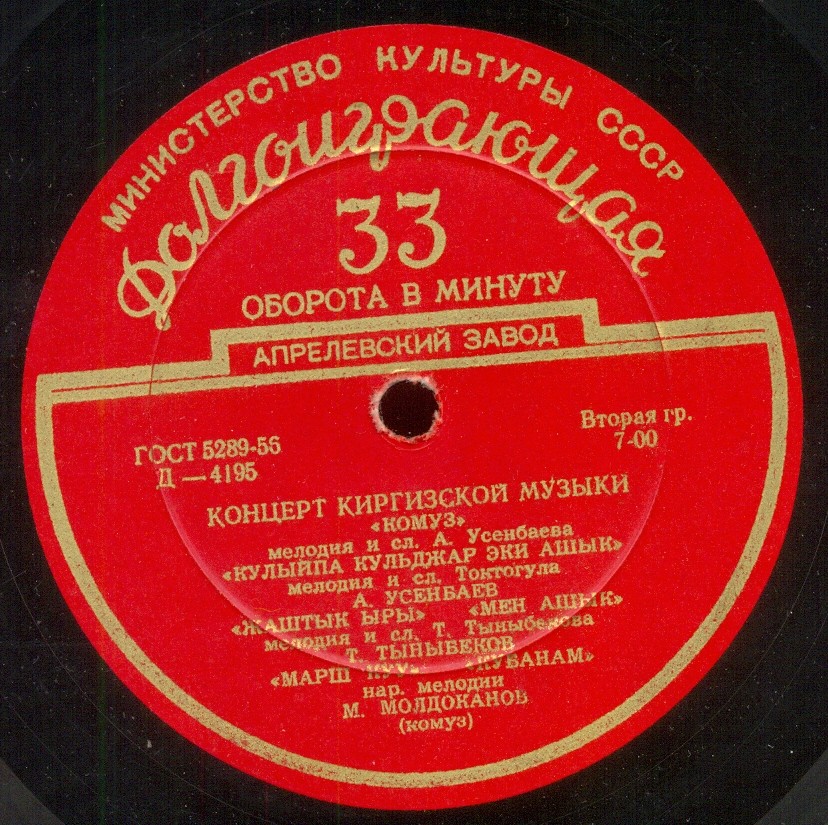 МИНИСТЕРСТВО КУЛЬТУРЫ СССР
Долгоиграющая
33
ОБОРОТА В МИНУТУ
АПРЕЛЕВСКИЙ ЗАВОД
ГОСТ 5289-56
Д — 4195
Вторая гр.
7-00
КОНЦЕРТ КИРГИЗСКОЙ МУЗЫКИ
«КОМУЗ»
мелодия и сл. А. Усенбаева
«КУЛЫЙПА КУЛЬДЖАР ЭКИ АШЫК»
мелодия и сл. Токтогула
А. УСЕНБАЕВ
«ЖАШТЫК ЫРЫ» «МЕН АШЫК»
мелодия и сл. Т. Тыныбекова
Т. ТЫНЫБЕКОВ
«МАРШ КУУ» «КУБАНАМ»
нар. мелодии
М. МОЛДОКАНОВ
(комуз)